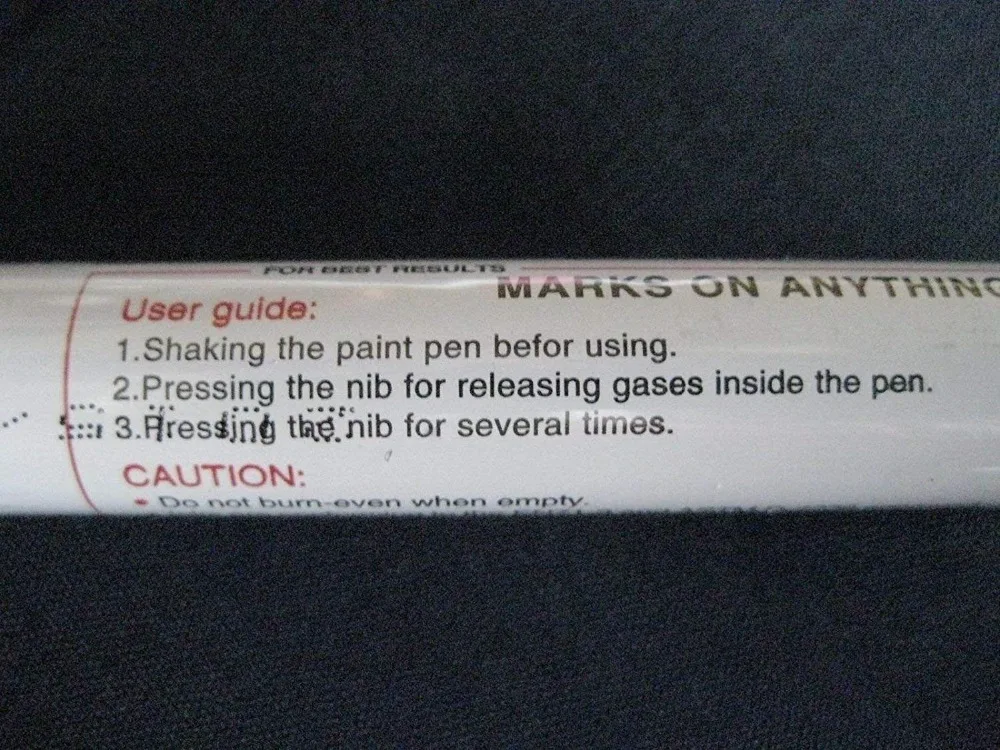 FOR BEST RESULTS
MARKS ON ANYTHING
User guide:
1.Shaking the paint pen befor using.
2.Pressing the nib for releasing gases inside the pen.
3.Pressing the nib for several times.
CAUTION:
• Do not burn-even when empty.